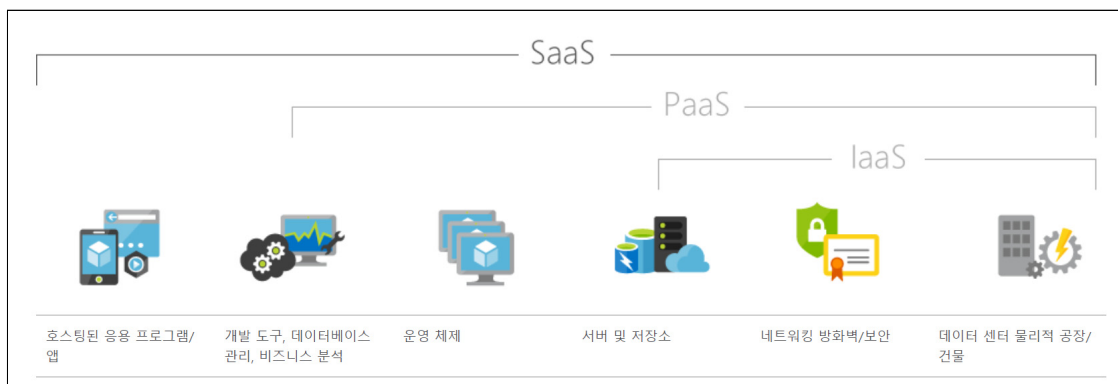 SaaS
PaaS
IaaS
호스팅된 응용 프로그램/
앱
개발 도구, 데이터베이스
관리, 비즈니스 분석
운영 체제
서버 및 저장소
네트워킹 방화벽/보안
데이터 센터 물리적 공장/
건물